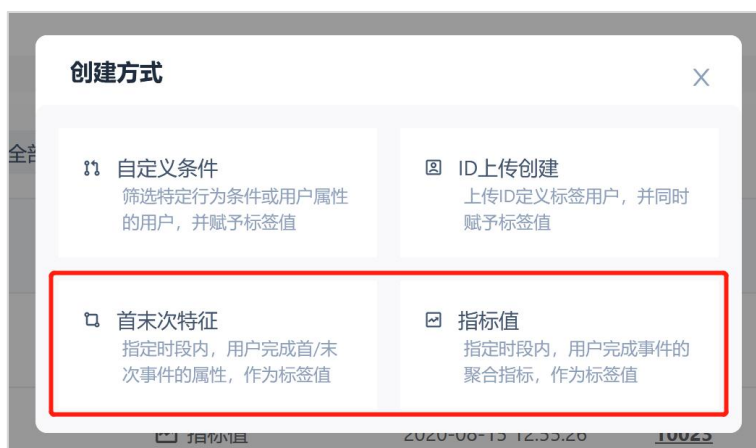 创建方式
全部
自定义条件
筛选特定行为条件或用户属性
的用户，并赋予标签值
ID上传创建
上传ID定义标签用户，并同时
赋予标签值
首末次特征
指定时段内，用户完成首/末
次事件的属性，作为标签值
指标值
指定时段内，用户完成事件的
聚合指标，作为标签值
指标值
2020-08-15 12:53:26
10023